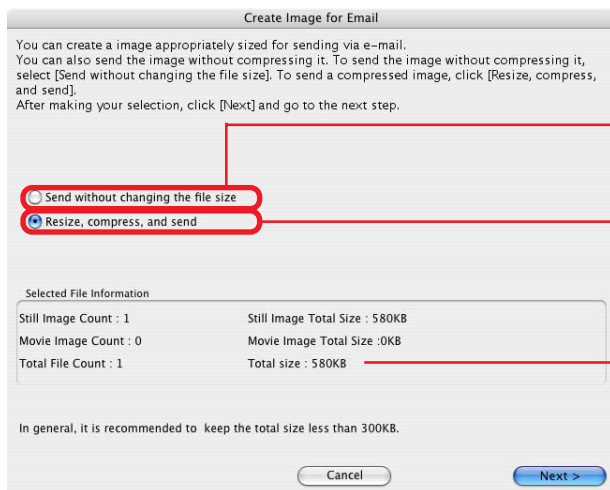 Create Image for Email
You can create a image appropriately sized for sending via e-mail.
You can also send the image without compressing it. To send the image without compressing it,
select [Send without changing the file size]. To send a compressed image, click [Resize, compress,
and send].
After making your selection, click [Next] and go to the next step.
Send without changing the file size
Resize, compress, and send
Selected File Information
Still Image Count : 1 Still Image Total Size : 580KB
Movie Image Count : 0 Movie Image Total Size :0KB
Total File Count : 1 Total size : 580KB
In general, it is recommended to keep the total size less than 300KB.
Cancel Next >